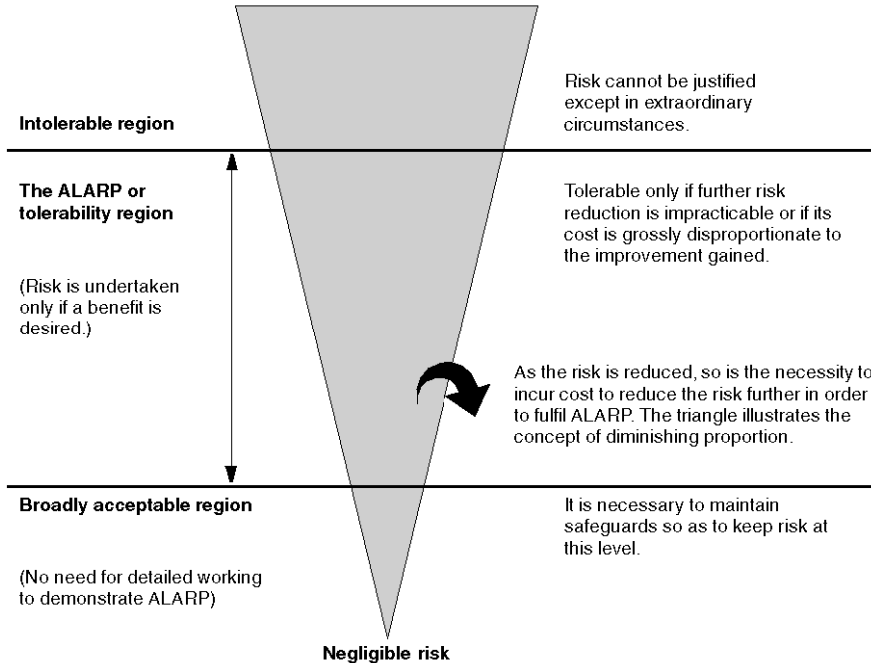 Risk cannot be justified
except in extraordinary
circumstances.
Intolerable region
The ALARP or
tolerability region
(Risk is undertaken
only if a benefit is
desired.)
Tolerable only if further risk
reduction is impracticable or if its
cost is grossly disproportionate to
the improvement gained.
As the risk is reduced, so is the necessity to
incur cost to reduce the risk further in order
to fulfil ALARP. The triangle illustrates the
concept of diminishing proportion.
Broadly acceptable region
(No need for detailed working
to demonstrate ALARP)
It is necessary to maintain
safeguards so as to keep risk at
this level.
Negligible risk